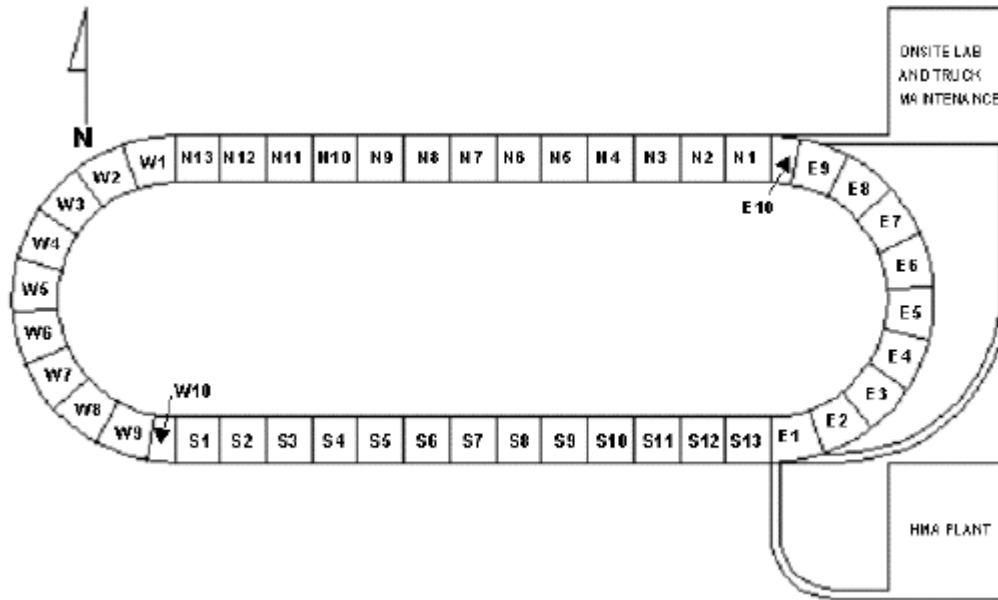 ONSITE LAB
AND TRUCK
MAINTENANCE
N
W1 N13 N12 N11 N10 N9 N8 N7 N6 N5 N4 N3 N2 N1 E9
W2 E8
W3 E10
E7
W4 E6
W5 E5
W6 E4
W7 W10 E3
W8 E2
W9 S1 S2 S3 S4 S5 S6 S7 S8 S9 S10 S11 S12 S13 E1
HMA PLANT